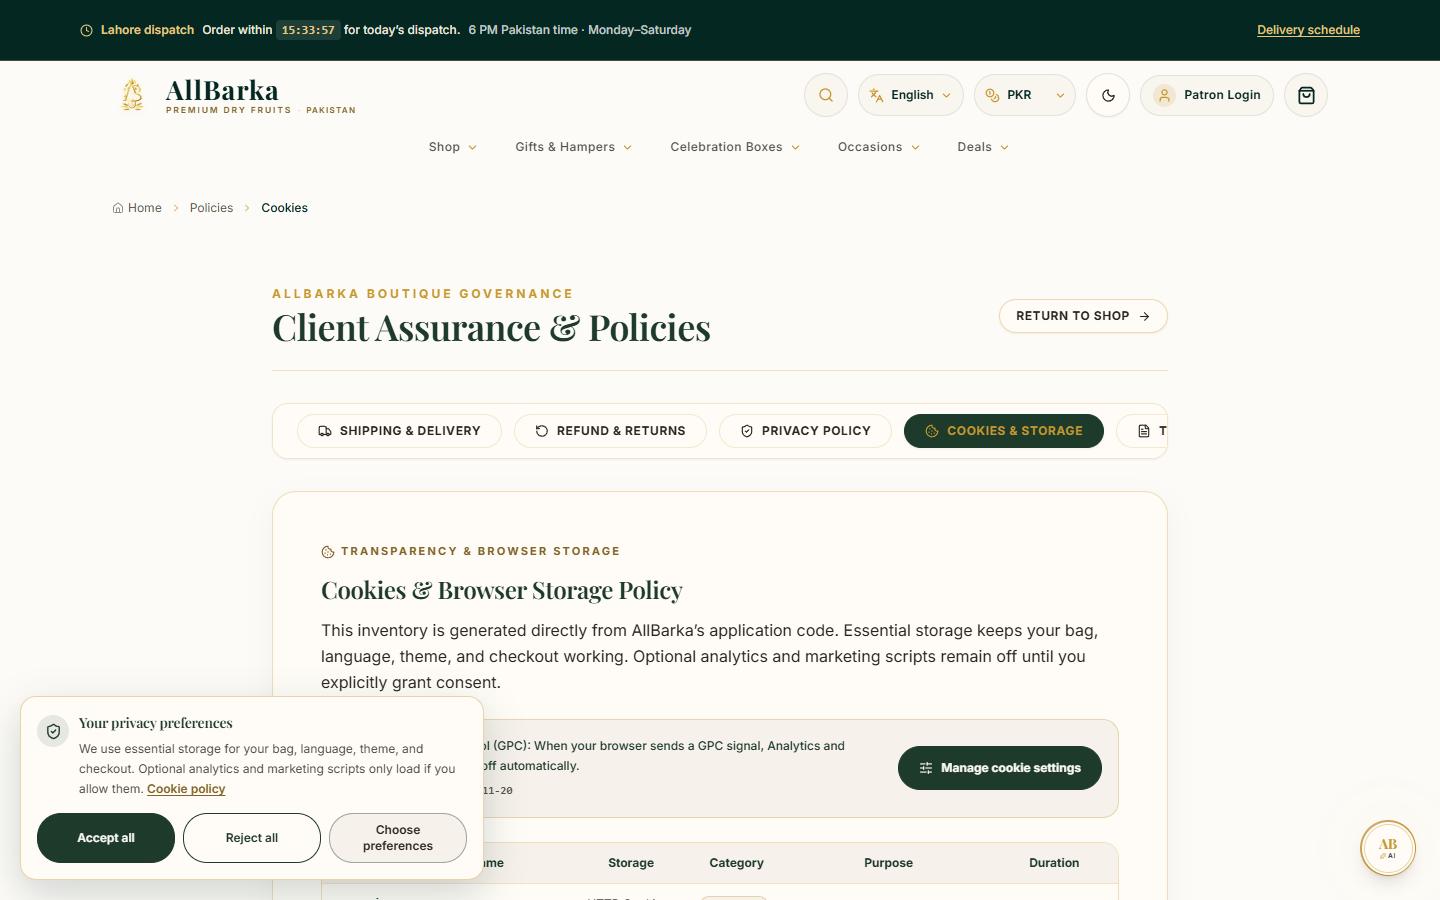 Lahore dispatch Order within 15:33:57 for today’s dispatch. 6 PM Pakistan time · Monday–Saturday
Delivery schedule
AllBarka
PREMIUM DRY FRUITS · PAKISTAN
English
PKR
Patron Login
Shop
Gifts & Hampers
Celebration Boxes
Occasions
Deals
Home
Policies
Cookies
ALLBARKA BOUTIQUE GOVERNANCE
Client Assurance & Policies
RETURN TO SHOP
SHIPPING & DELIVERY
REFUND & RETURNS
PRIVACY POLICY
COOKIES & STORAGE
T
TRANSPARENCY & BROWSER STORAGE
Cookies & Browser Storage Policy
This inventory is generated directly from AllBarka’s application code. Essential storage keeps your bag,
language, theme, and checkout working. Optional analytics and marketing scripts remain off until you
explicitly grant consent.
(GPC): When your browser sends a GPC signal, Analytics and
off automatically.
11-20
Manage cookie settings
Storage
Category
Purpose
Duration
Your privacy preferences
We use essential storage for your bag, language, theme, and
checkout. Optional analytics and marketing scripts only load if you
allow them. Cookie policy
Accept all
Reject all
Choose
preferences
AB
AI